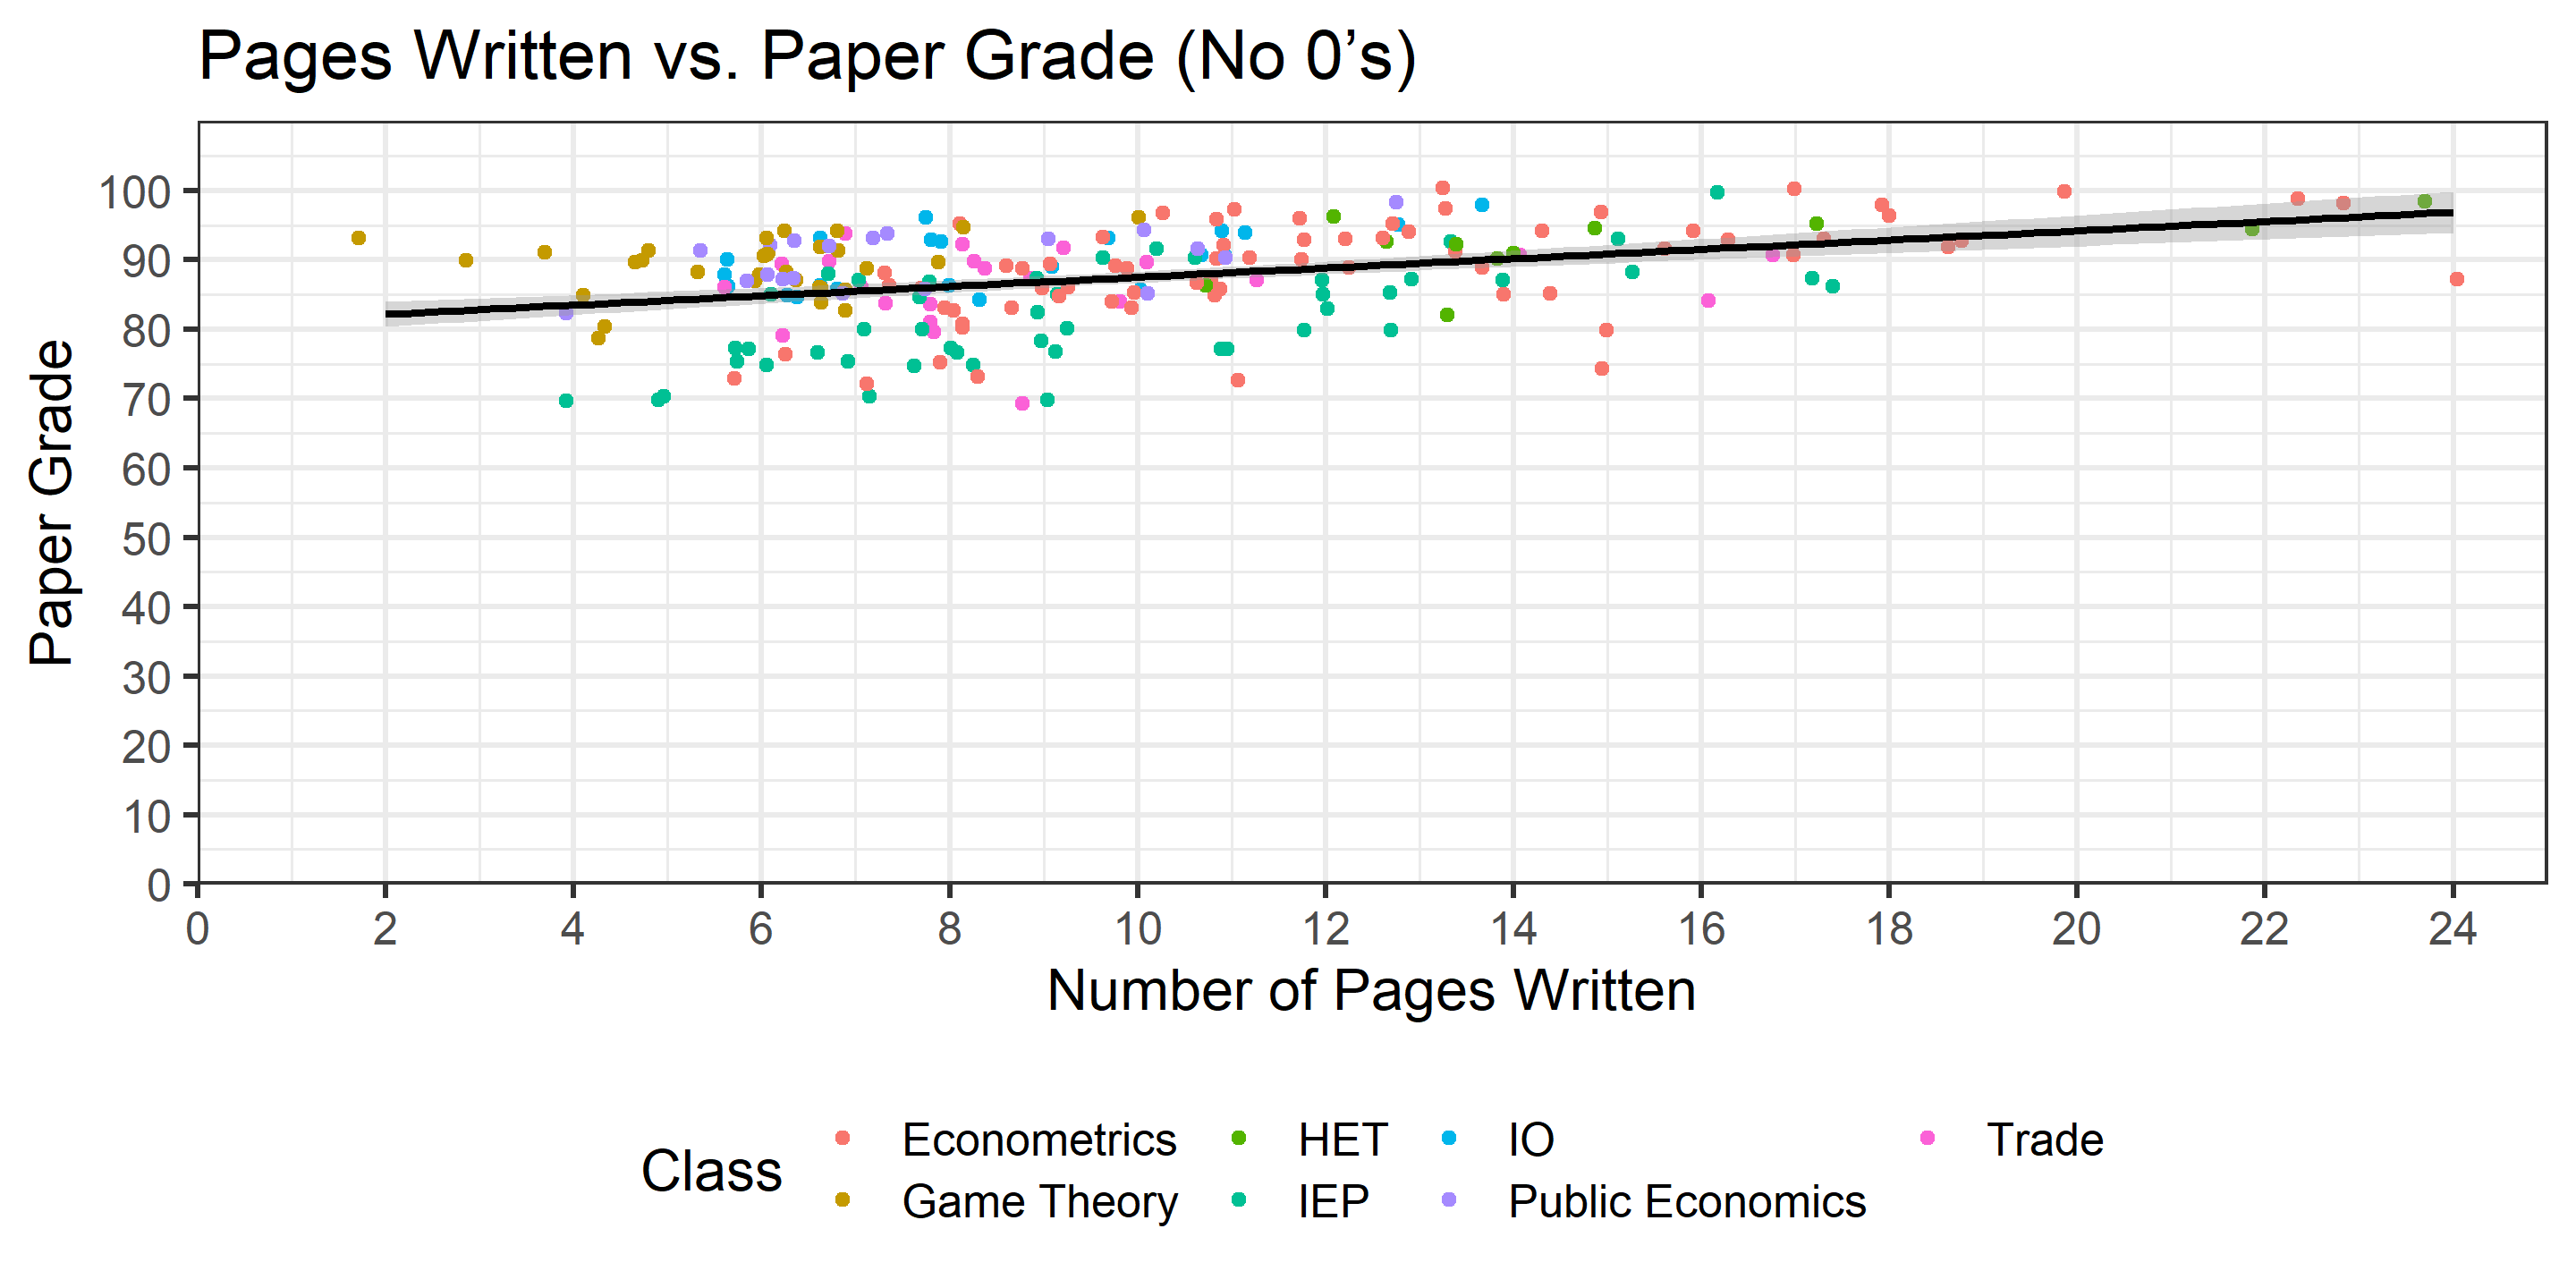 Pages Written vs. Paper Grade (No 0’s)
Paper Grade
100
90
80
70
60
50
40
30
20
10
0
0 2 4 6 8 10 12 14 16 18 20 22 24
Number of Pages Written
Class
Econometrics HET IO Trade
Game Theory IEP Public Economics